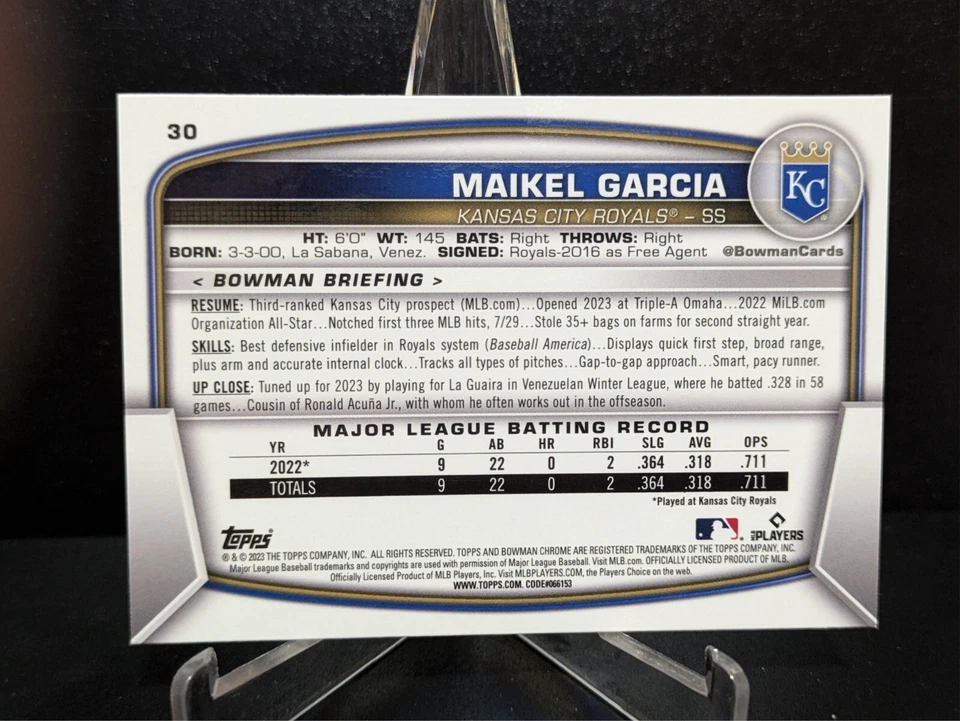 30
KC
MAIKEL GARCIA
KANSAS CITY ROYALS® – SS
HT: 6'0" WT: 145 BATS: Right THROWS: Right
BORN: 3-3-00, La Sabana, Venez. SIGNED: Royals-2016 as Free Agent @BowmanCards
< BOWMAN BRIEFING >
RESUME: Third-ranked Kansas City prospect (MLB.com)...Opened 2023 at Triple-A Omaha...2022 MiLB.com
Organization All-Star...Notched first three MLB hits, 7/29...Stole 35+ bags on farms for second straight year.
SKILLS: Best defensive infielder in Royals system (Baseball America)...Displays quick first step, broad range,
plus arm and accurate internal clock...Tracks all types of pitches...Gap-to-gap approach...Smart, pacy runner.
UP CLOSE: Tuned up for 2023 by playing for La Guaira in Venezuelan Winter League, where he batted .328 in 58
games...Cousin of Ronald Acuña Jr., with whom he often works out in the offseason.
MAJOR LEAGUE BATTING RECORD
YR G AB HR RBI SLG AVG OPS
2022* 9 22 0 2 .364 .318 .711
TOTALS 9 22 0 2 .364 .318 .711
*Played at Kansas City Royals
Topps MLB PLAYERS
® & © 2023 THE TOPPS COMPANY, INC. ALL RIGHTS RESERVED. TOPPS AND BOWMAN CHROME ARE REGISTERED TRADEMARKS OF THE TOPPS COMPANY, INC.
Major League Baseball trademarks and copyrights are used with permission of Major League Baseball. Visit MLB.com. OFFICIALLY LICENSED PRODUCT OF MLB.
Officially Licensed Product of MLB Players, Inc. Visit MLBPLAYERS.COM, the Players Choice on the web.
WWW.TOPPS.COM. CODE#066153